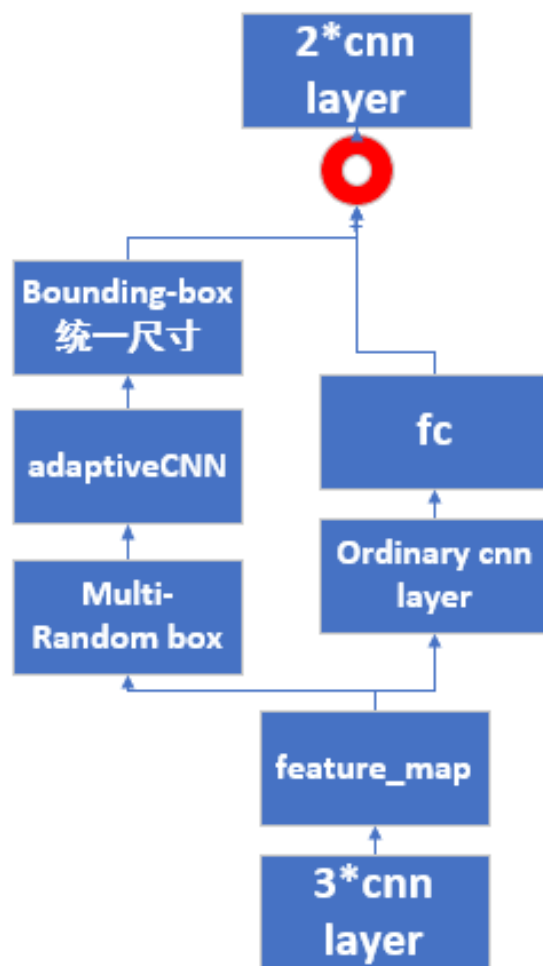 2*cnn
layer
Bounding-box
统一尺寸
adaptiveCNN
Multi-
Random box
fc
Ordinary cnn
layer
feature_map
3*cnn
layer